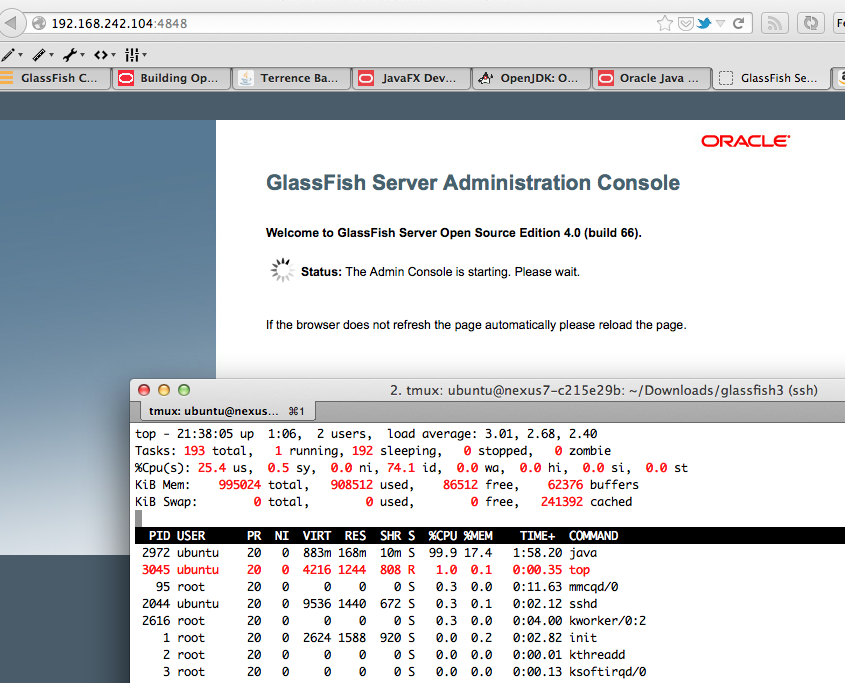 192.168.242.104:4848
GlassFish C...
Building Op...
Terrence Ba...
JavaFX Dev...
OpenJDK: O...
Oracle Java ...
GlassFish Se...
ORACLE
GlassFish Server Administration Console
Welcome to GlassFish Server Open Source Edition 4.0 (build 66).
Status: The Admin Console is starting. Please wait.
If the browser does not refresh the page automatically please reload the page.
2. tmux: ubuntu@nexus7-c215e29b: ~/Downloads/glassfish3 (ssh)
tmux: ubuntu@nexus... ⌘1
top - 21:38:05 up 1:06, 2 users, load average: 3.01, 2.68, 2.40
Tasks: 193 total, 1 running, 192 sleeping, 0 stopped, 0 zombie
%Cpu(s): 25.4 us, 0.5 sy, 0.0 ni, 74.1 id, 0.0 wa, 0.0 hi, 0.0 si, 0.0 st
KiB Mem: 995024 total, 908512 used, 86512 free, 62376 buffers
KiB Swap: 0 total, 0 used, 0 free, 241392 cached
PID USER PR NI VIRT RES SHR S %CPU %MEM TIME+ COMMAND
2972 ubuntu 20 0 883m 168m 10m S 99.9 17.4 1:58.20 java
3045 ubuntu 20 0 4216 1244 808 R 1.0 0.1 0:00.35 top
95 root 20 0 0 0 0 S 0.3 0.0 0:11.63 mmcqd/0
2044 ubuntu 20 0 9536 1440 672 S 0.3 0.1 0:02.12 sshd
2616 root 20 0 0 0 0 S 0.3 0.0 0:04.00 kworker/0:2
1 root 20 0 2624 1588 920 S 0.0 0.2 0:02.82 init
2 root 20 0 0 0 0 S 0.0 0.0 0:00.01 kthreadd
3 root 20 0 0 0 0 S 0.0 0.0 0:00.13 ksoftirqd/0